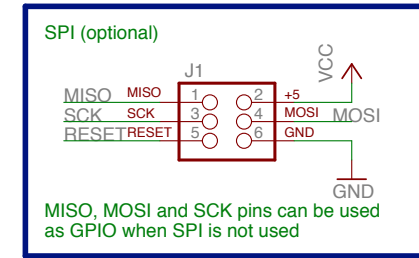 SPI (optional)
J1
VCC
MISO MISO 1 2 +5
SCK SCK 3 4 MOSI MOSI
RESET RESET 5 6 GND
GND
MISO, MOSI and SCK pins can be used
as GPIO when SPI is not used